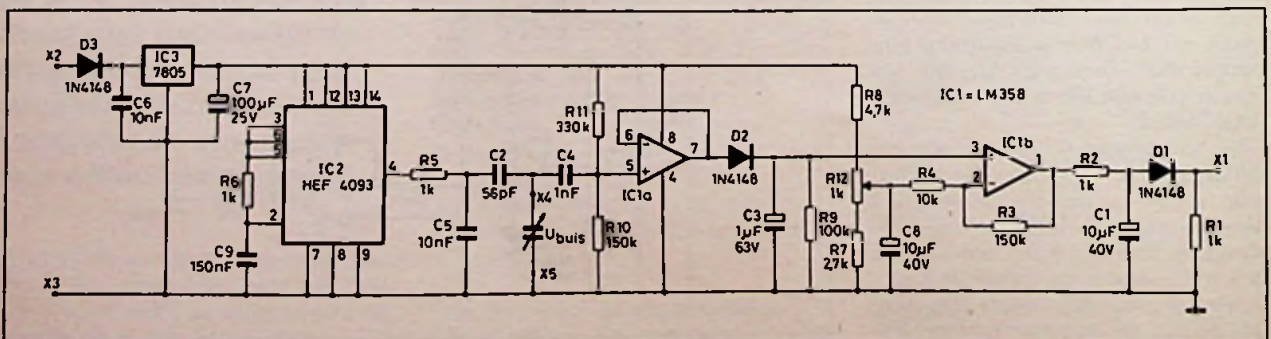 X2
D3
1N4148
IC3
7805
C6
10nF
C7
100µF
25V
1
12
13
14
3
5
R6
1k
2
C9
150nF
IC2
HEF 4093
4
7
8
9
R5
1k
C5
10nF
C2
56pF
X4
U buis
X5
C4
1nF
R11
330k
R10
150k
6
5
7
8
4
IC1a
D2
1N4148
C3
1µF
63V
R9
100k
R8
4,7k
R12
1k
R7
2,7k
C8
10µF
40V
R4
10k
IC1 = LM358
IC1b
3
2
1
R3
150k
R2
1k
C1
10µF
40V
D1
1N4148
X1
R1
1k
X3